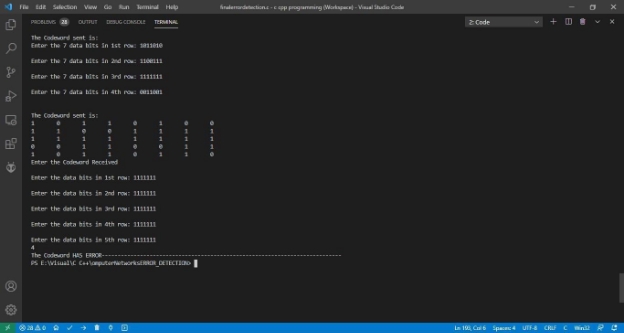 File Edit Selection View Go Run Terminal Help
finalerrordetection.c - c cpp programming (Workspace) - Visual Studio Code
PROBLEMS 28 OUTPUT DEBUG CONSOLE TERMINAL
2: Code
The Codeword sent is:
Enter the 7 data bits in 1st row: 1011010
Enter the 7 data bits in 2nd row: 1100111
Enter the 7 data bits in 3rd row: 1111111
Enter the 7 data bits in 4th row: 0011001
The Codeword sent is:
1 0 1 1 0 1 0 0
1 1 0 0 1 1 1 1
1 1 1 1 1 1 1 1
0 0 1 1 0 0 1 1
1 0 1 1 0 1 1 0
Enter the Codeword Received
Enter the data bits in 1st row: 1111111
Enter the data bits in 2nd row: 1111111
Enter the data bits in 3rd row: 1111111
Enter the data bits in 4th row: 1111111
Enter the data bits in 5th row: 1111111
4
The Codeword HAS ERROR-----------------------------------------------------------------------
PS E:\Visual\C C++\omputerNetworksERROR_DETECTION>
28 0 Ln 193, Col 6 Spaces: 4 UTF-8 CRLF C Win32